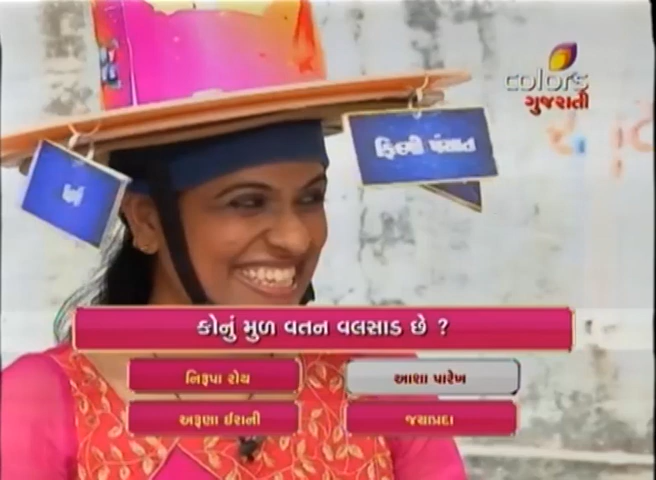 colors
ગુજરાતી
ફિલ્મી પંચાત
ખ
કોનું મુળ વતન વલસાડ છે ?
નિરૂપા રોય
આશા પારેખ
અરૂણા ઈરાની
જયાપ્રદા